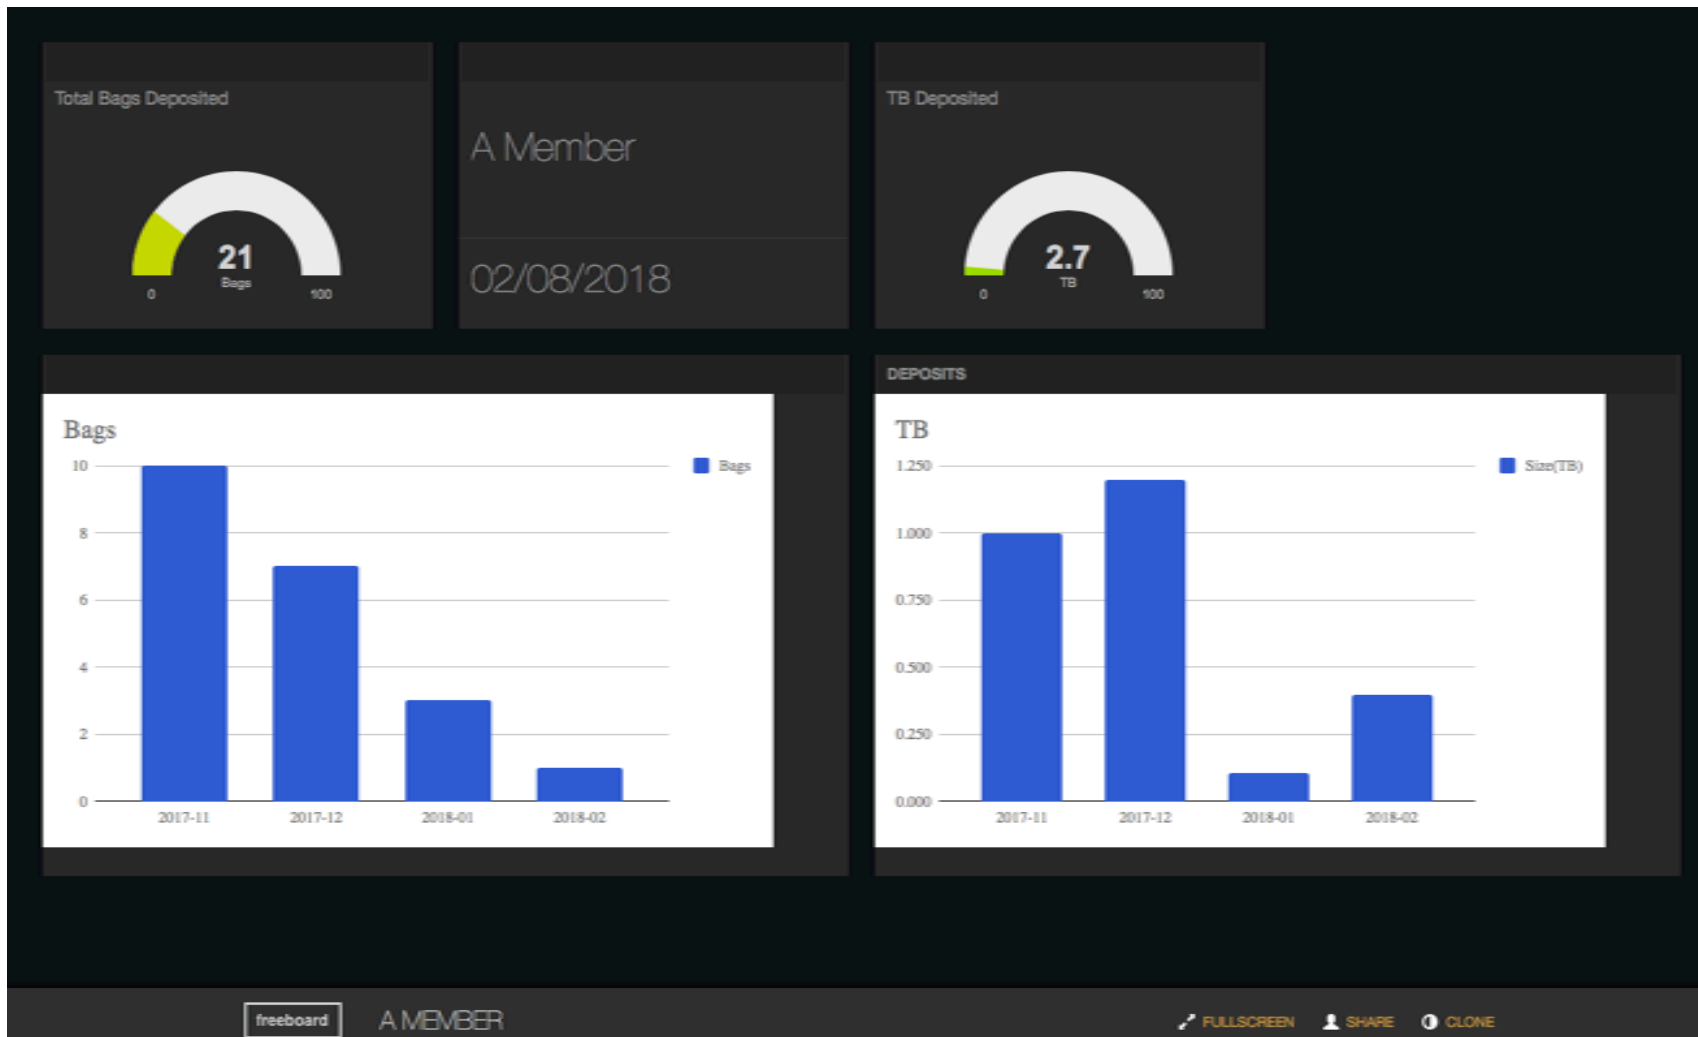 Total Bags Deposited
21
Bags
0
100
A Member
02/08/2018
TB Deposited
2.7
TB
0
100
Bags
10
8
6
4
2
0
2017-11
2017-12
2018-01
2018-02
Bags
DEPOSITS
TB
1.250
1.000
0.750
0.500
0.250
0.000
2017-11
2017-12
2018-01
2018-02
Size(TB)
freeboard
A MEMBER
FULLSCREEN
SHARE
CLONE